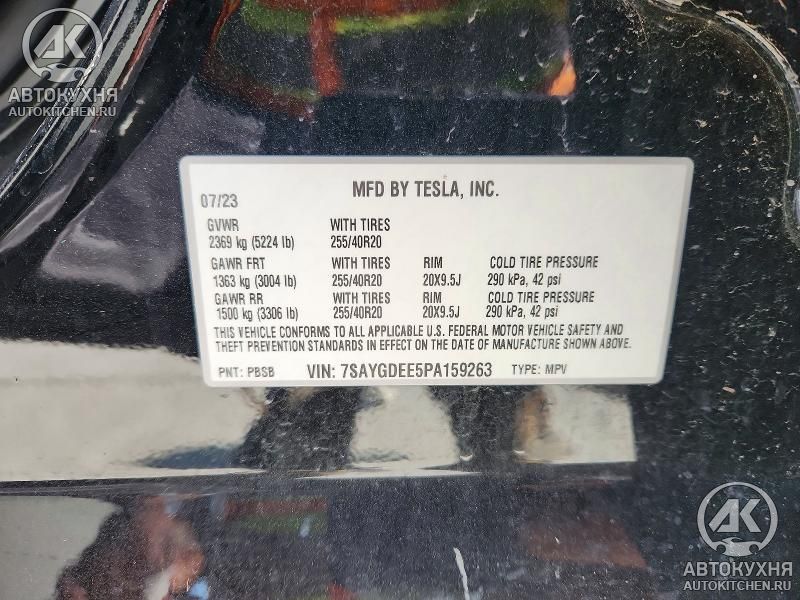 АК
АВТОКУХНЯ
AUTOKITCHEN.RU
07/23 MFD BY TESLA, INC.
GVWR WITH TIRES
2369 kg (5224 lb) 255/40R20
GAWR FRT WITH TIRES RIM COLD TIRE PRESSURE
1363 kg (3004 lb) 255/40R20 20X9.5J 290 kPa, 42 psi
GAWR RR WITH TIRES RIM COLD TIRE PRESSURE
1500 kg (3306 lb) 255/40R20 20X9.5J 290 kPa, 42 psi
THIS VEHICLE CONFORMS TO ALL APPLICABLE U.S. FEDERAL MOTOR VEHICLE SAFETY AND
THEFT PREVENTION STANDARDS IN EFFECT ON THE DATE OF MANUFACTURE SHOWN ABOVE.
PNT: PBSB VIN: 7SAYGDEE5PA159263 TYPE: MPV
АК
АВТОКУХНЯ
AUTOKITCHEN.RU